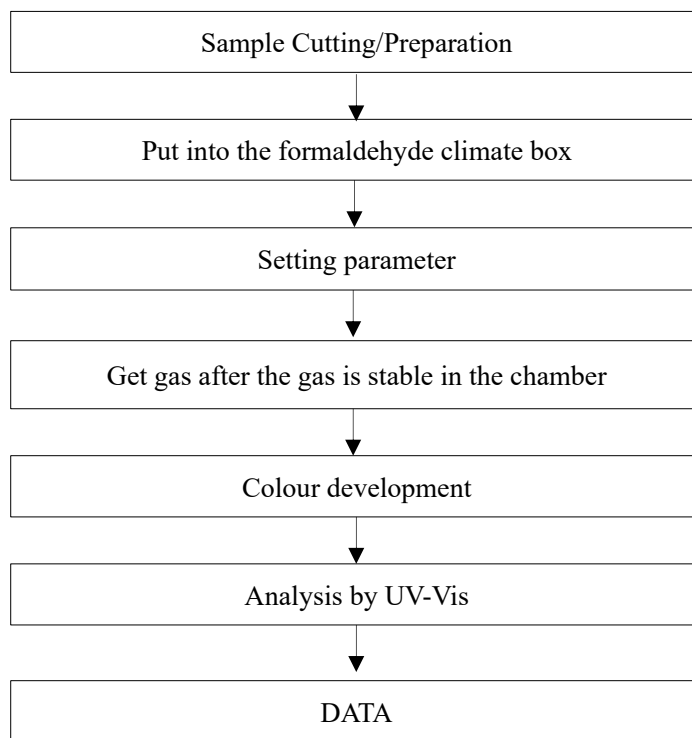 Sample Cutting/Preparation
Put into the formaldehyde climate box
Setting parameter
Get gas after the gas is stable in the chamber
Colour development
Analysis by UV-Vis
DATA